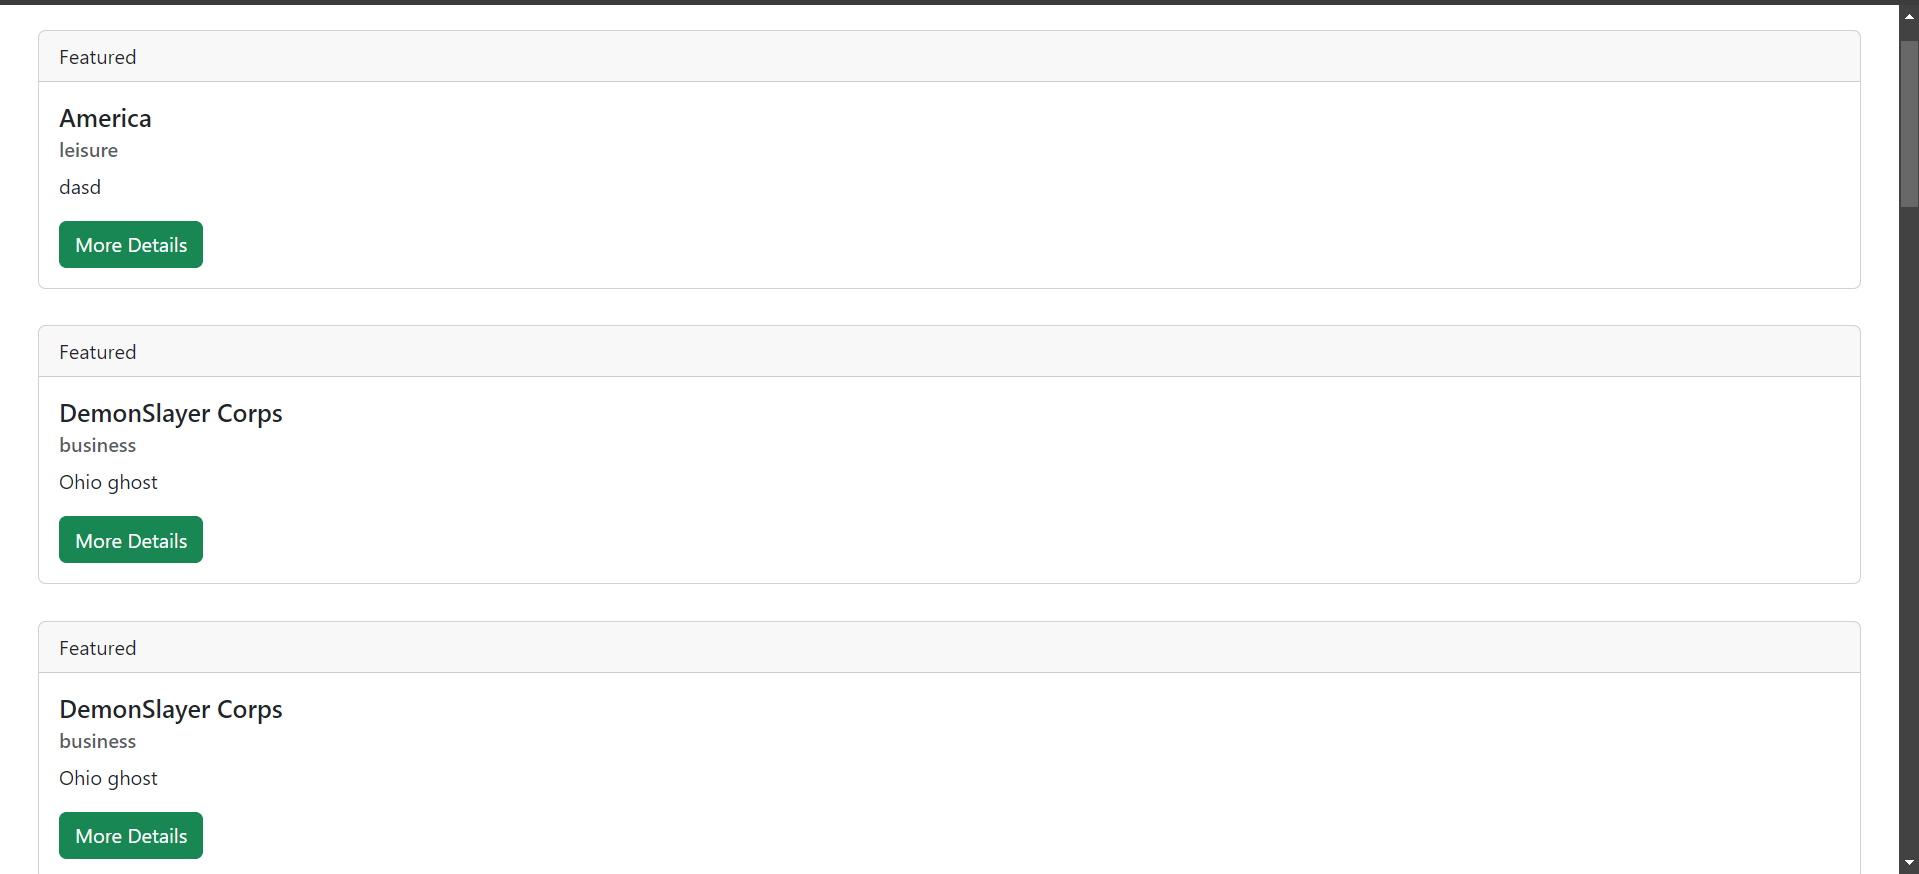 Featured
America
leisure
dasd
More Details
Featured
DemonSlayer Corps
business
Ohio ghost
More Details
Featured
DemonSlayer Corps
business
Ohio ghost
More Details